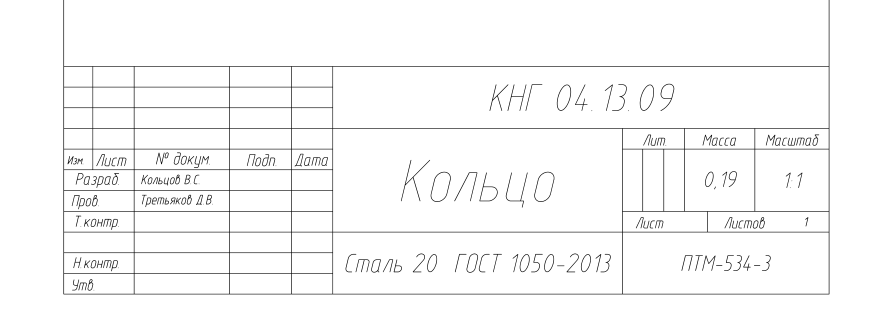 КНГ 04.13.09
Лит. Масса Масштаб
Изм Лист № докум. Подп. Дата
Разраб. Кольцов В.С.
Кольцо
0,19 1:1
Пров. Третьяков Д.В.
Т.контр.
Лист Листов 1
Н.контр.
Сталь 20 ГОСТ 1050-2013
ПТМ-534-3
Утв